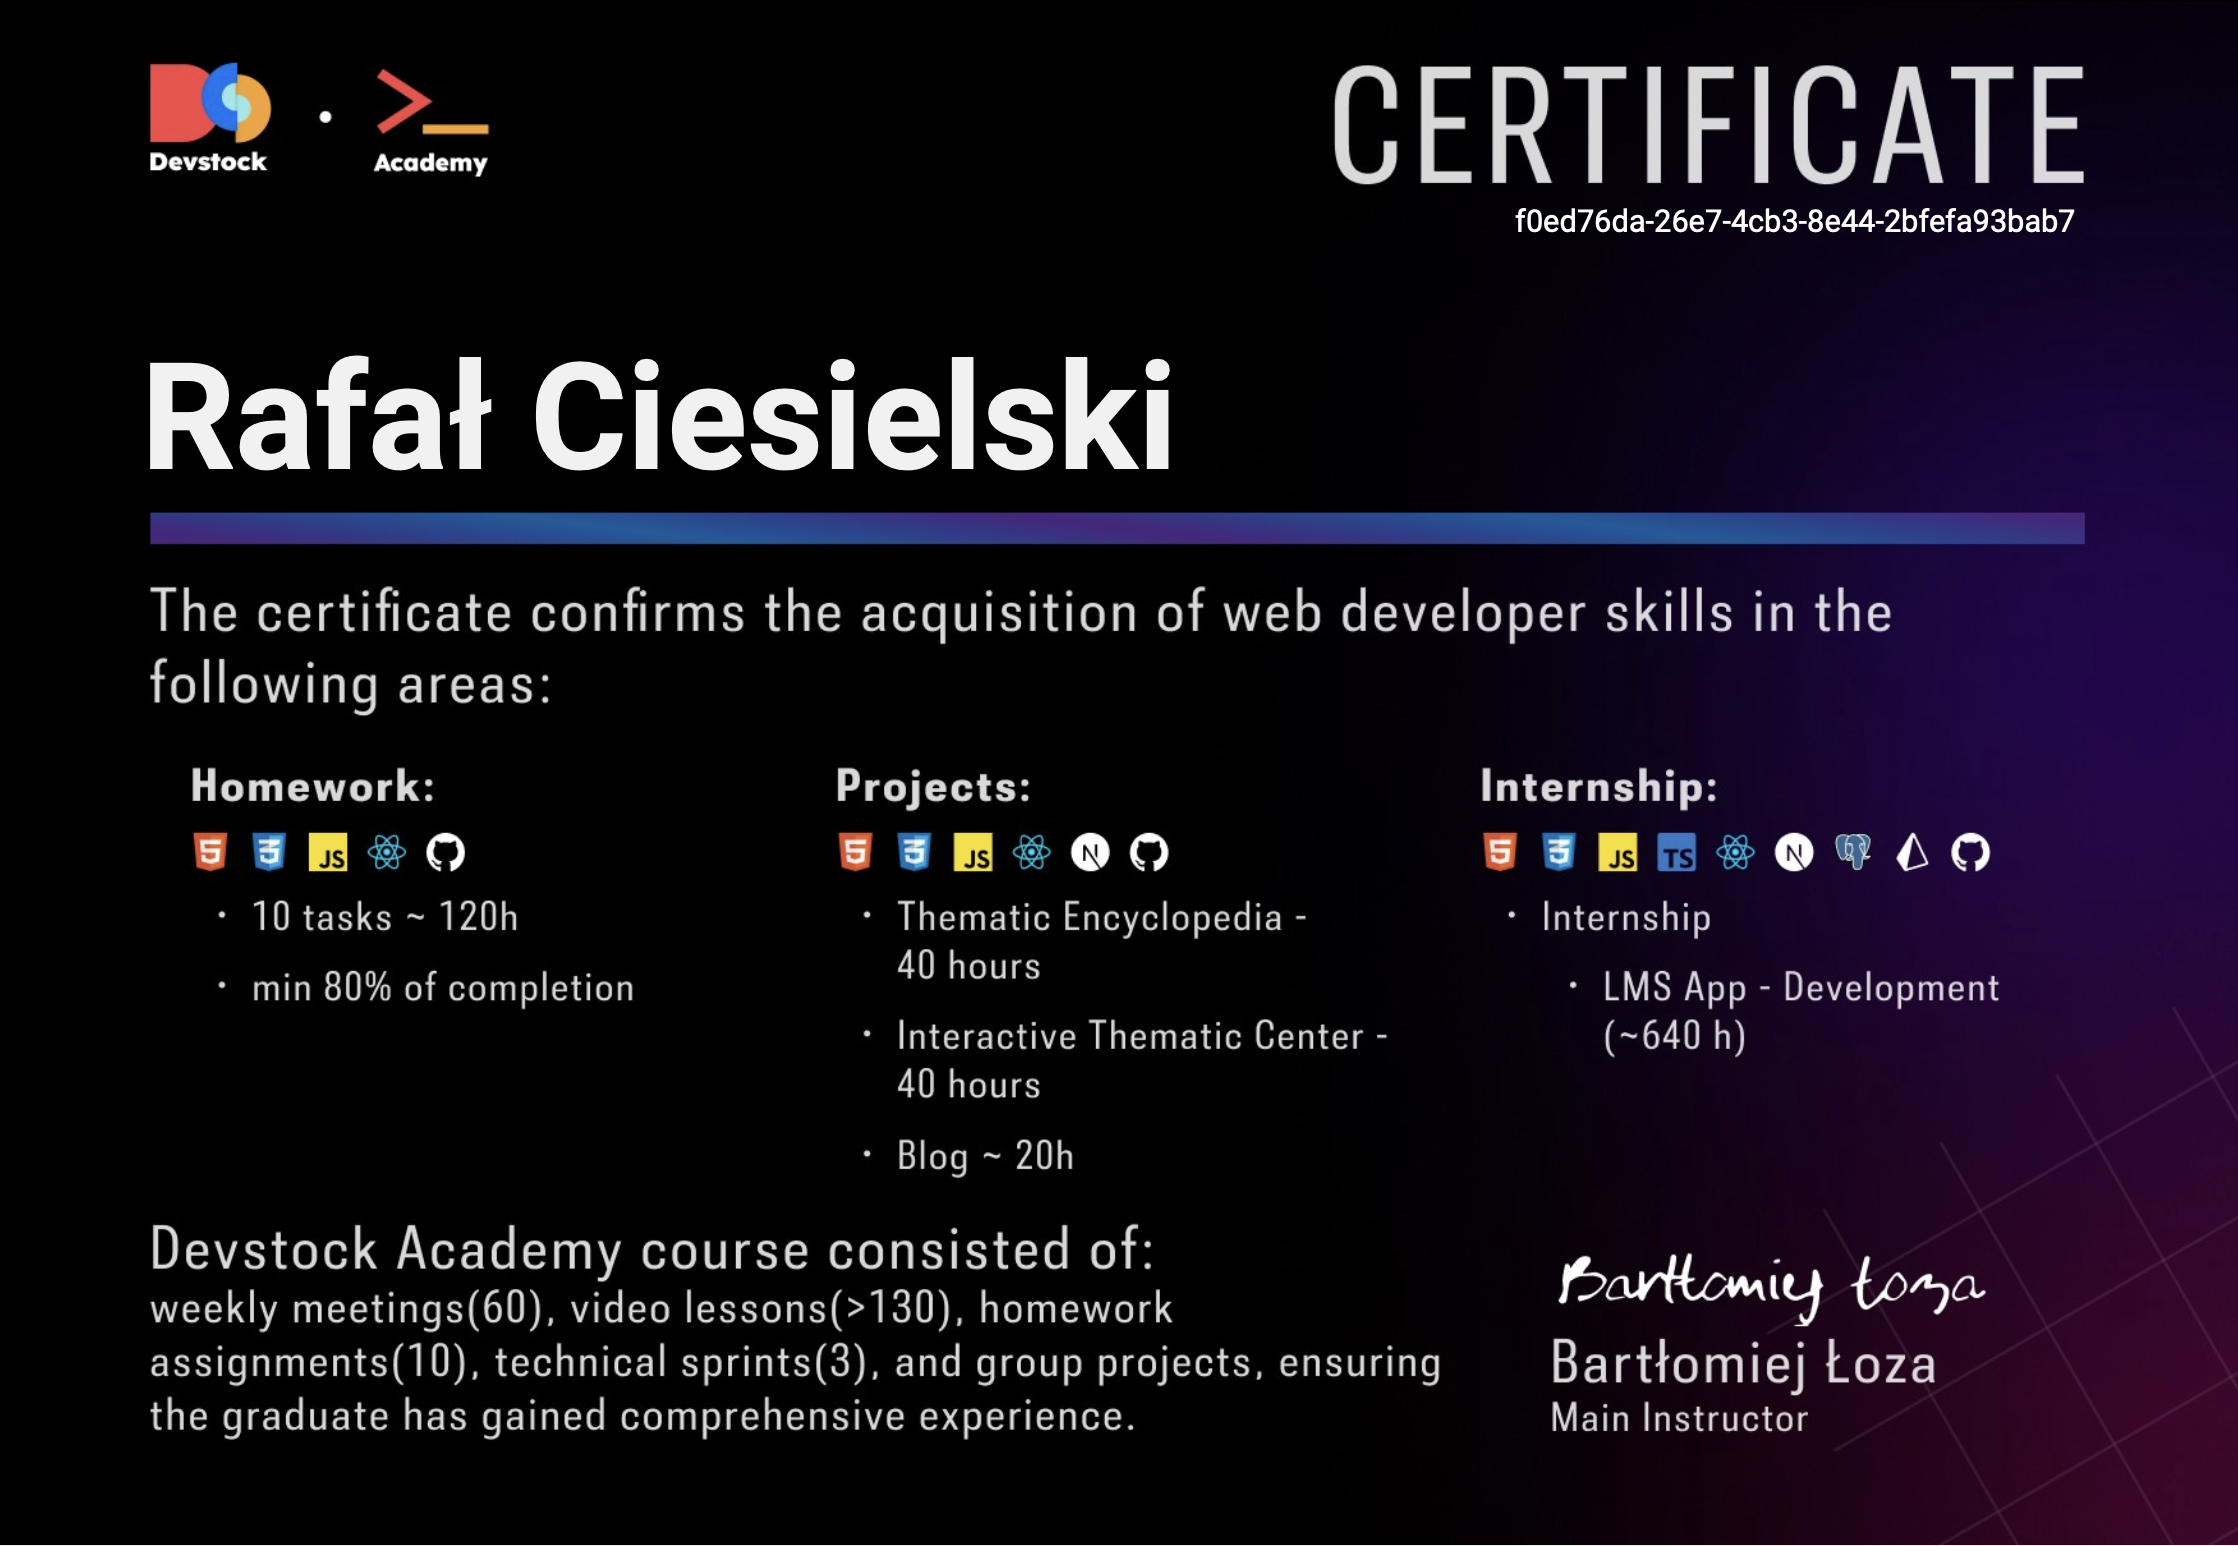 Devstock
Academy
CERTIFICATE
f0ed76da-26e7-4cb3-8e44-2bfefa93bab7
Rafał Ciesielski
The certificate confirms the acquisition of web developer skills in the
following areas:
Homework:
5 3 JS
· 10 tasks ~ 120h
· min 80% of completion
Projects:
5 3 JS N
· Thematic Encyclopedia -
40 hours
· Interactive Thematic Center -
40 hours
· Blog ~ 20h
Internship:
5 3 JS TS N
· Internship
· LMS App - Development
(~640 h)
Devstock Academy course consisted of:
weekly meetings(60), video lessons(>130), homework
assignments(10), technical sprints(3), and group projects, ensuring
the graduate has gained comprehensive experience.
Bartłomiej Łoza
Bartłomiej Łoza
Main Instructor